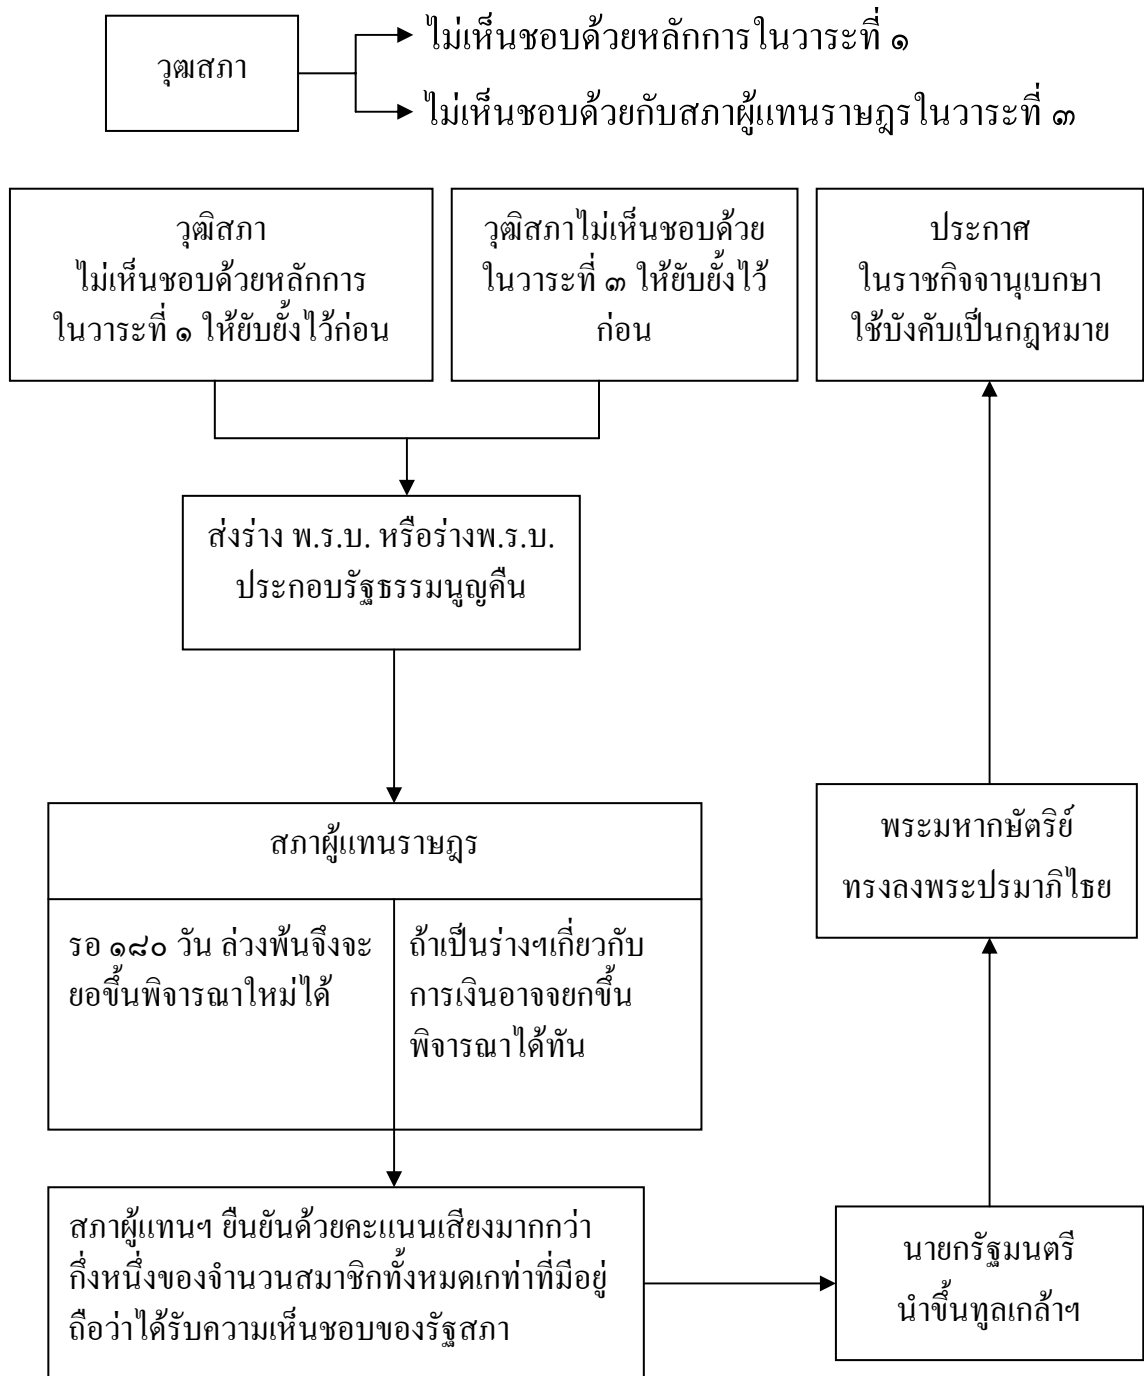 วุฒสภา
ไม่เห็นชอบด้วยหลักการในวาระที่ ๑
ไม่เห็นชอบด้วยกับสภาผู้แทนราษฎรในวาระที่ ๓
วุฒิสภา
ไม่เห็นชอบด้วยหลักการ
ในวาระที่ ๑ ให้ยับยั้งไว้ก่อน
วุฒิสภาไม่เห็นชอบด้วย
ในวาระที่ ๓ ให้ยับยั้งไว้
ก่อน
ประกาศ
ในราชกิจจานุเบกษา
ใช้บังคับเป็นกฎหมาย
ส่งร่าง พ.ร.บ. หรือร่างพ.ร.บ.
ประกอบรัฐธรรมนูญคืน
สภาผู้แทนราษฎร
รอ ๑๘๐ วัน ล่วงพ้นจึงจะ
ยอขึ้นพิจารณาใหม่ได้
ถ้าเป็นร่างฯเกี่ยวกับ
การเงินอาจจยกขึ้น
พิจารณาได้ทัน
พระมหากษัตริย์
ทรงลงพระปรมาภิไธย
สภาผู้แทนฯ ยืนยันด้วยคะแนนเสียงมากกว่า
กึ่งหนึ่งของจำนวนสมาชิกทั้งหมดเกท่าที่มีอยู่
ถือว่าได้รับความเห็นชอบของรัฐสภา
นายกรัฐมนตรี
นำขึ้นทูลเกล้าฯ